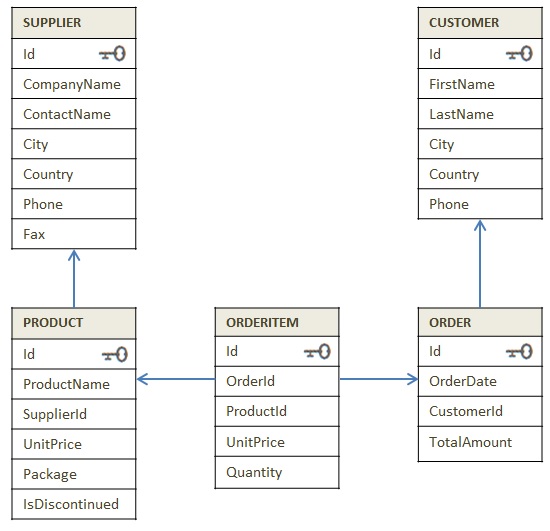 SUPPLIER
Id
CompanyName
ContactName
City
Country
Phone
Fax
CUSTOMER
Id
FirstName
LastName
City
Country
Phone
PRODUCT
Id
ProductName
SupplierId
UnitPrice
Package
IsDiscontinued
ORDERITEM
Id
OrderId
ProductId
UnitPrice
Quantity
ORDER
Id
OrderDate
CustomerId
TotalAmount